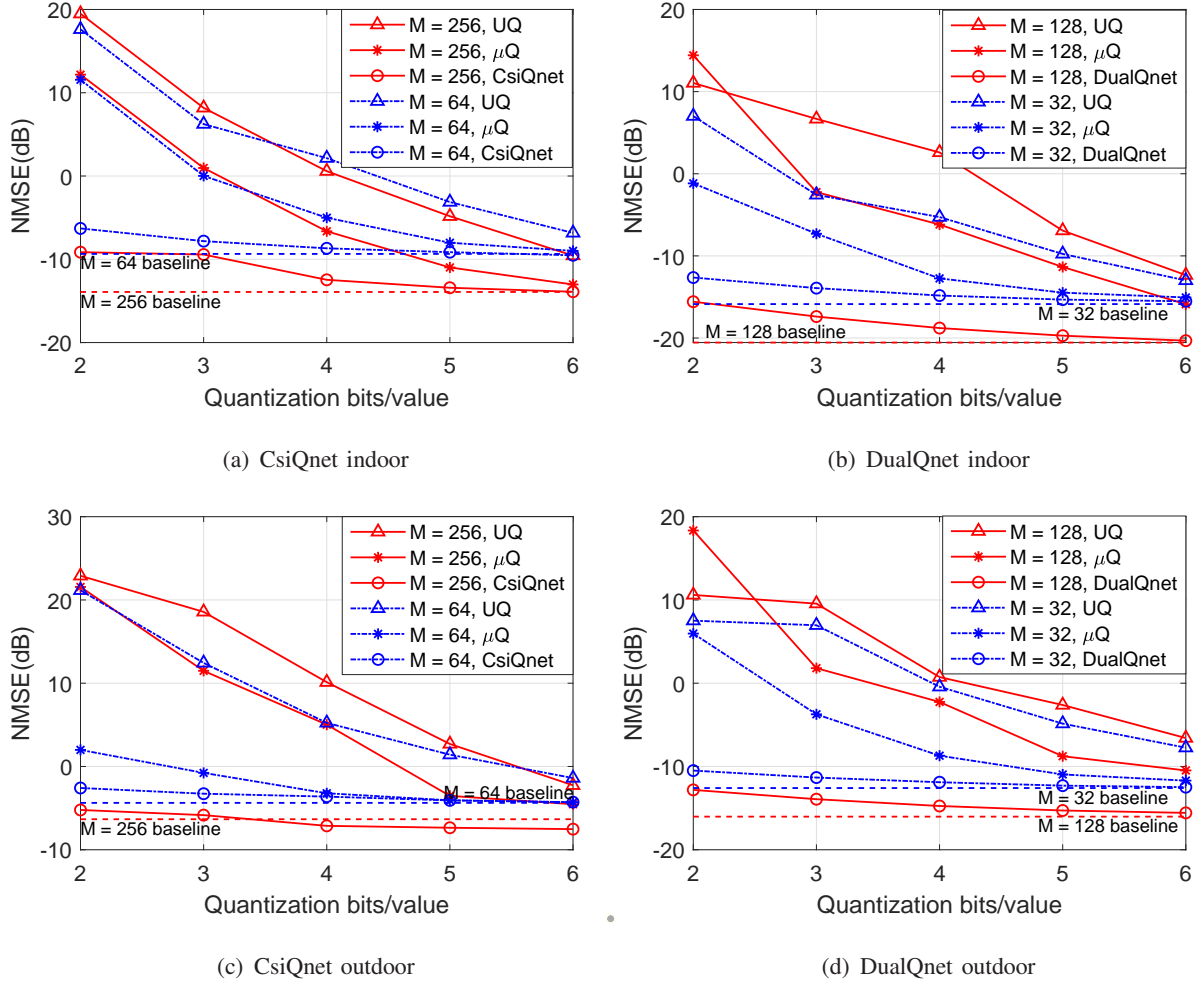 20
10
0
-10
-20
NMSE(dB)
2 3 4 5 6
Quantization bits/value
M = 256, UQ
M = 256, μQ
M = 256, CsiQnet
M = 64, UQ
M = 64, μQ
M = 64, CsiQnet
M = 64 baseline
M = 256 baseline
(a) CsiQnet indoor
20
10
0
-10
-20
NMSE(dB)
2 3 4 5 6
Quantization bits/value
M = 128, UQ
M = 128, μQ
M = 128, DualQnet
M = 32, UQ
M = 32, μQ
M = 32, DualQnet
M = 32 baseline
M = 128 baseline
(b) DualQnet indoor
30
20
10
0
-10
NMSE(dB)
2 3 4 5 6
Quantization bits/value
M = 256, UQ
M = 256, μQ
M = 256, CsiQnet
M = 64, UQ
M = 64, μQ
M = 64, CsiQnet
M = 64 baseline
M = 256 baseline
(c) CsiQnet outdoor
20
10
0
-10
-20
NMSE(dB)
2 3 4 5 6
Quantization bits/value
M = 128, UQ
M = 128, μQ
M = 128, DualQnet
M = 32, UQ
M = 32, μQ
M = 32, DualQnet
M = 32 baseline
M = 128 baseline
(d) DualQnet outdoor